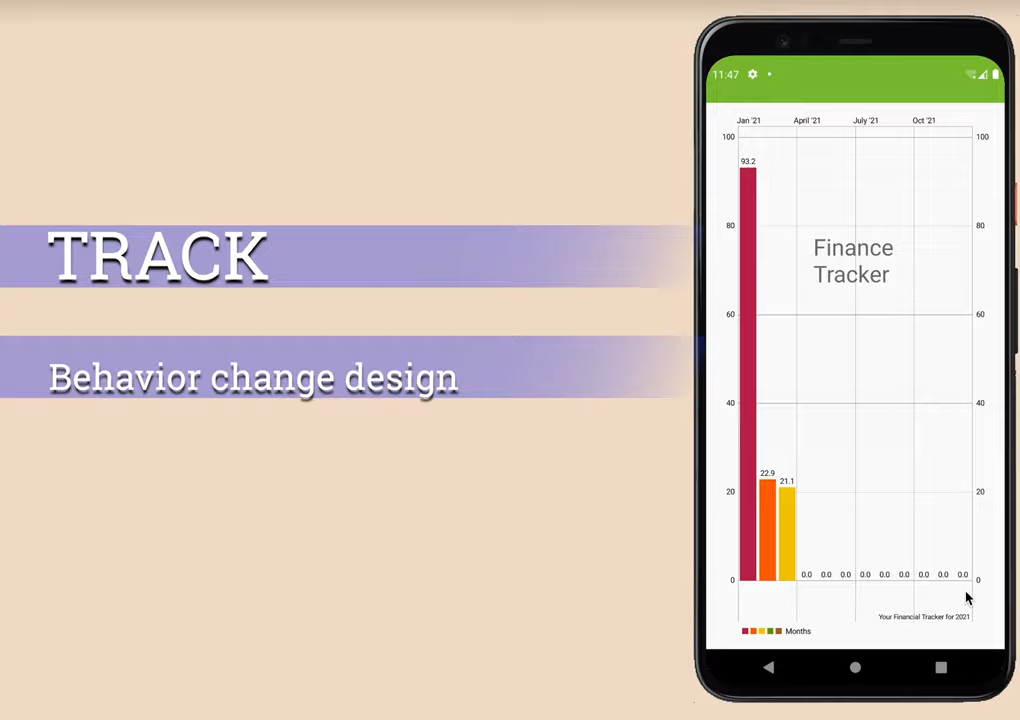 TRACK
Behavior change design
11:47
Jan '21 April '21 July '21 Oct '21
100 100
93.2
80 80
Finance
Tracker
60 60
40 40
22.9
21.1
20 20
0.0 0.0 0.0 0.0 0.0 0.0 0.0 0.0 0.0
0 0
Your Financial Tracker for 2021
Months